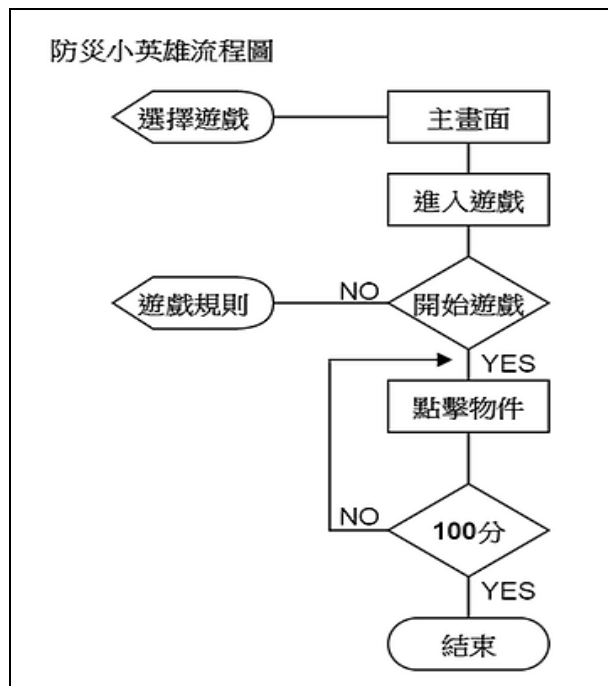 防災小英雄流程圖
選擇遊戲
主畫面
進入遊戲
遊戲規則
NO
開始遊戲
YES
點擊物件
NO
100分
YES
結束